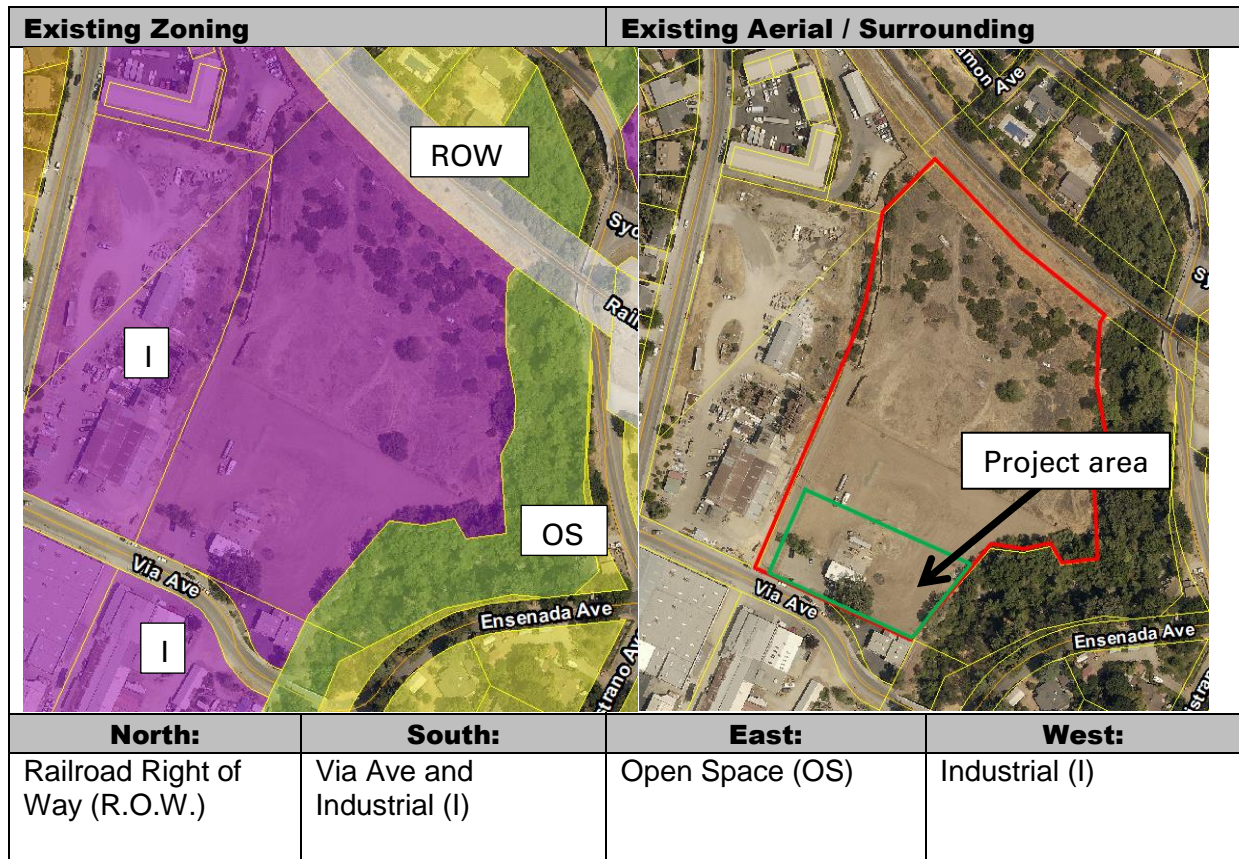 Existing Zoning
Existing Aerial / Surrounding
ROW
I
OS
Via Ave
Ensenada Ave
I
Project area
Via Ave
Ensenada Ave
North:
South:
East:
West:
Railroad Right of
Way (R.O.W.)
Via Ave and
Industrial (I)
Open Space (OS)
Industrial (I)